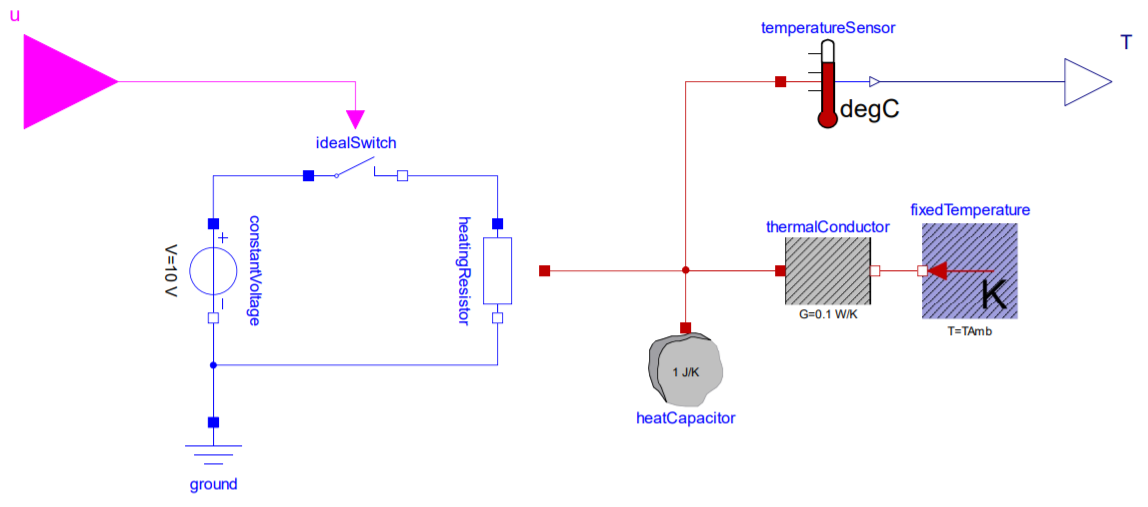 u
T
temperatureSensor
degC
idealSwitch
constantVoltage
V=10 V
+
heatingResistor
thermalConductor
G=0.1 W/K
fixedTemperature
K
T=TAmb
1 J/K
heatCapacitor
ground